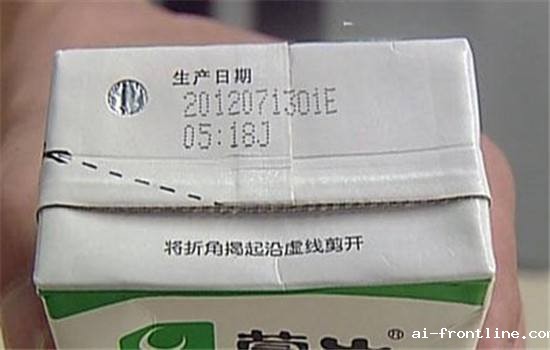 生产日期
2012071301E
05:18J
将折角揭起沿虚线剪开
®
ai-frontline.com